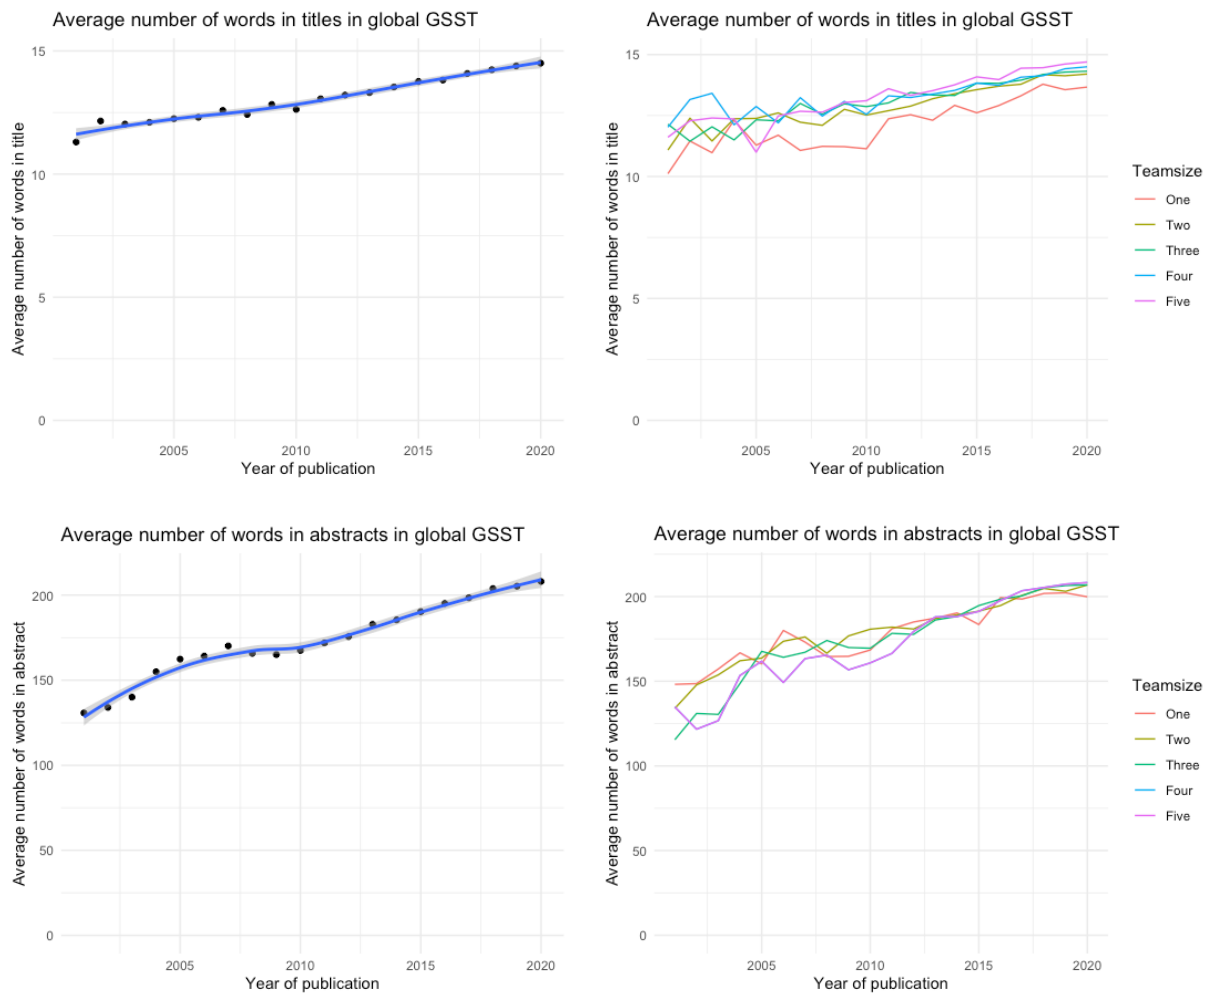 Average number of words in titles in global GSST
Average number of words in title
15
10
5
0
2005
2010
2015
2020
Year of publication
Average number of words in titles in global GSST
Average number of words in title
15
10
5
0
2005
2010
2015
2020
Year of publication
Teamsize
One
Two
Three
Four
Five
Average number of words in abstracts in global GSST
Average number of words in abstract
200
150
100
50
0
2005
2010
2015
2020
Year of publication
Average number of words in abstracts in global GSST
Average number of words in abstract
200
150
100
50
0
2005
2010
2015
2020
Year of publication
Teamsize
One
Two
Three
Four
Five